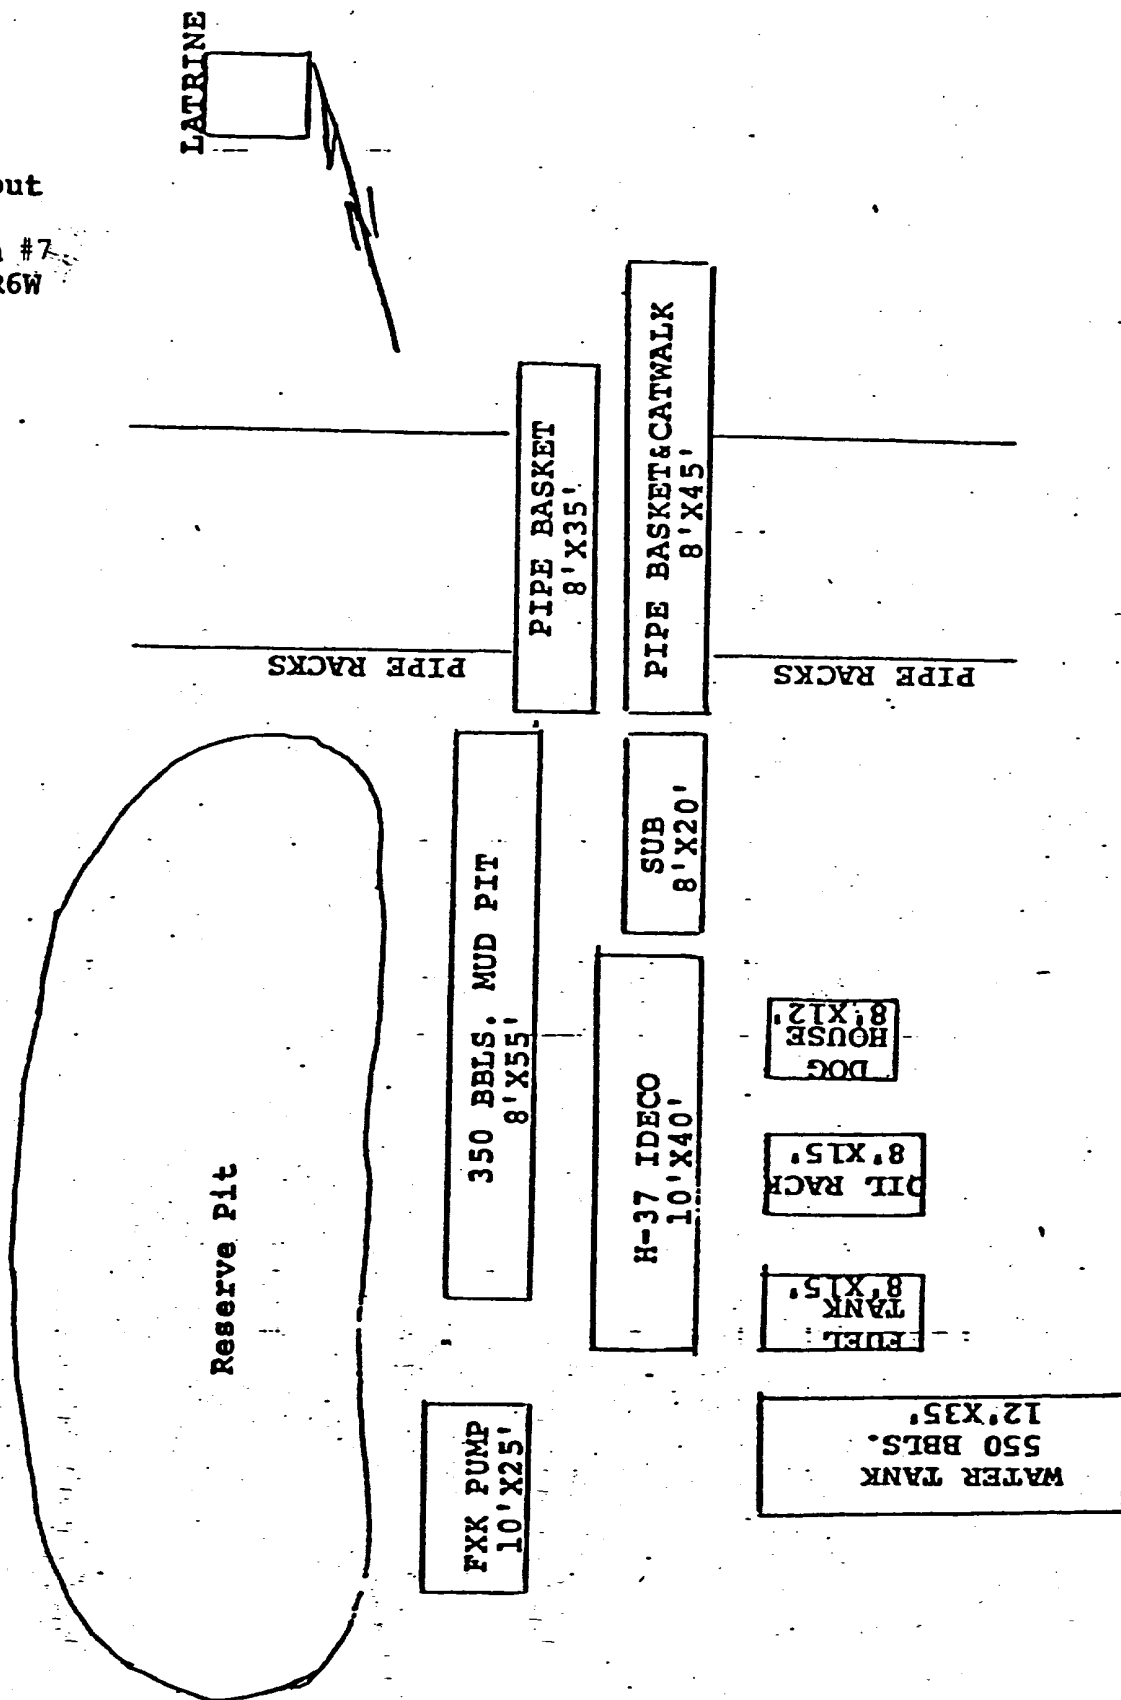 LATRINE
out
#7
R6W
PIPE BASKET
8'X35'
PIPE BASKET&CATWALK
8'X45'
PIPE RACKS
PIPE RACKS
350 BBLS. MUD PIT
8'X55'
SUB
8'X20'
Reserve Pit
H-37 IDECO
10'X40'
DOG
HOUSE
8'X12'
OIL RACK
8'X15'
FUEL
TANK
8'X15'
FXK PUMP
10'X25'
WATER TANK
550 BBLS.
12'X35'